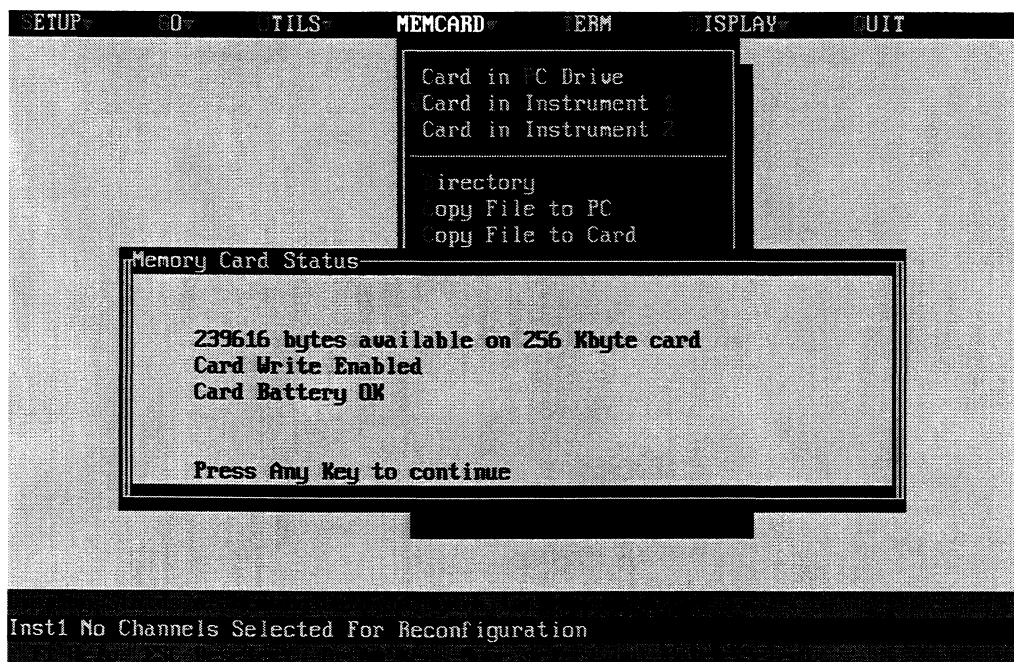 SETUP GO UTILS MEMCARD TERM DISPLAY QUIT
Card in PC Drive
Card in Instrument 1
Card in Instrument 2
Directory
Copy File to PC
Copy File to Card
Memory Card Status
239616 bytes available on 256 Kbyte card
Card Write Enabled
Card Battery OK
Press Any Key to continue
Inst1 No Channels Selected For Reconfiguration